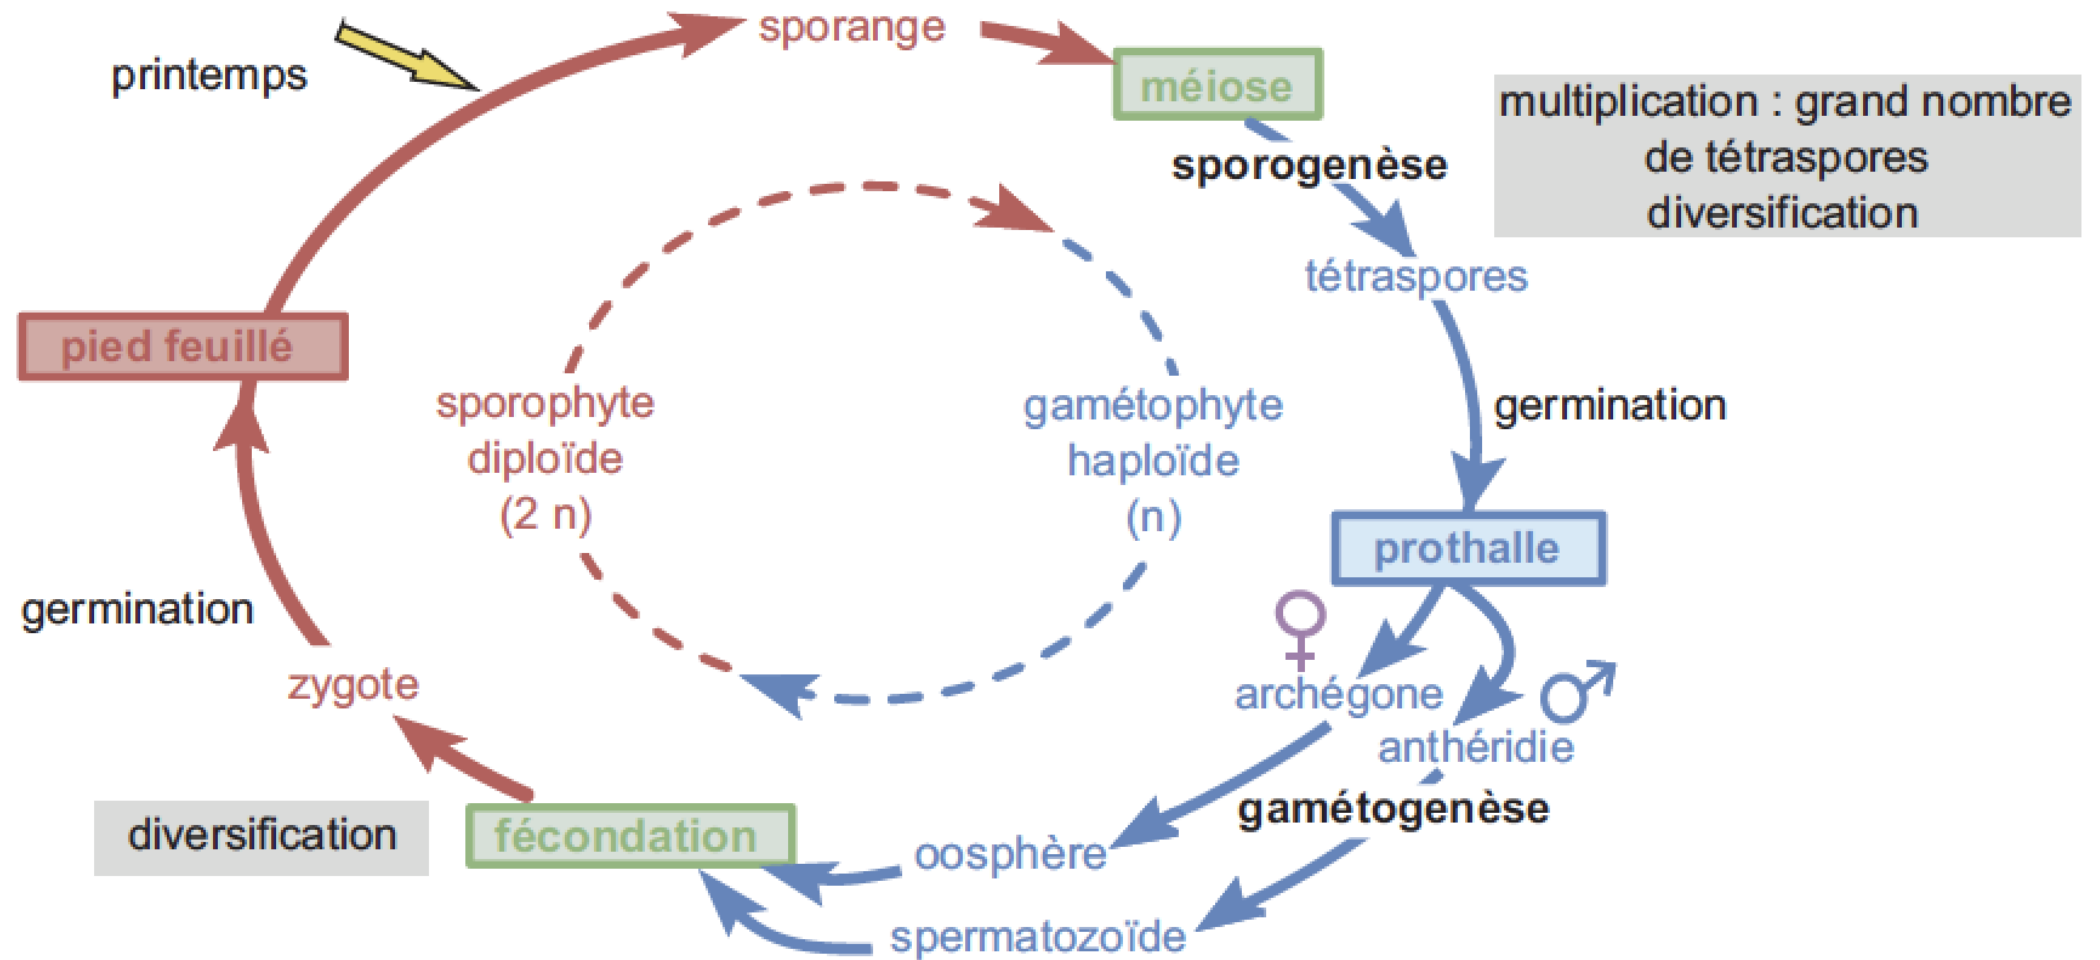 sporange
printemps
méiose
multiplication : grand nombre
de tétraspores
diversification
sporogenèse
tétraspores
pied feuillé
sporophyte
diploïde
(2 n)
gamétophyte
haploïde
(n)
germination
prothalle
germination
zygote
archégone
anthéridie
gamétogenèse
diversification
fécondation
oosphère
spermatozoïde